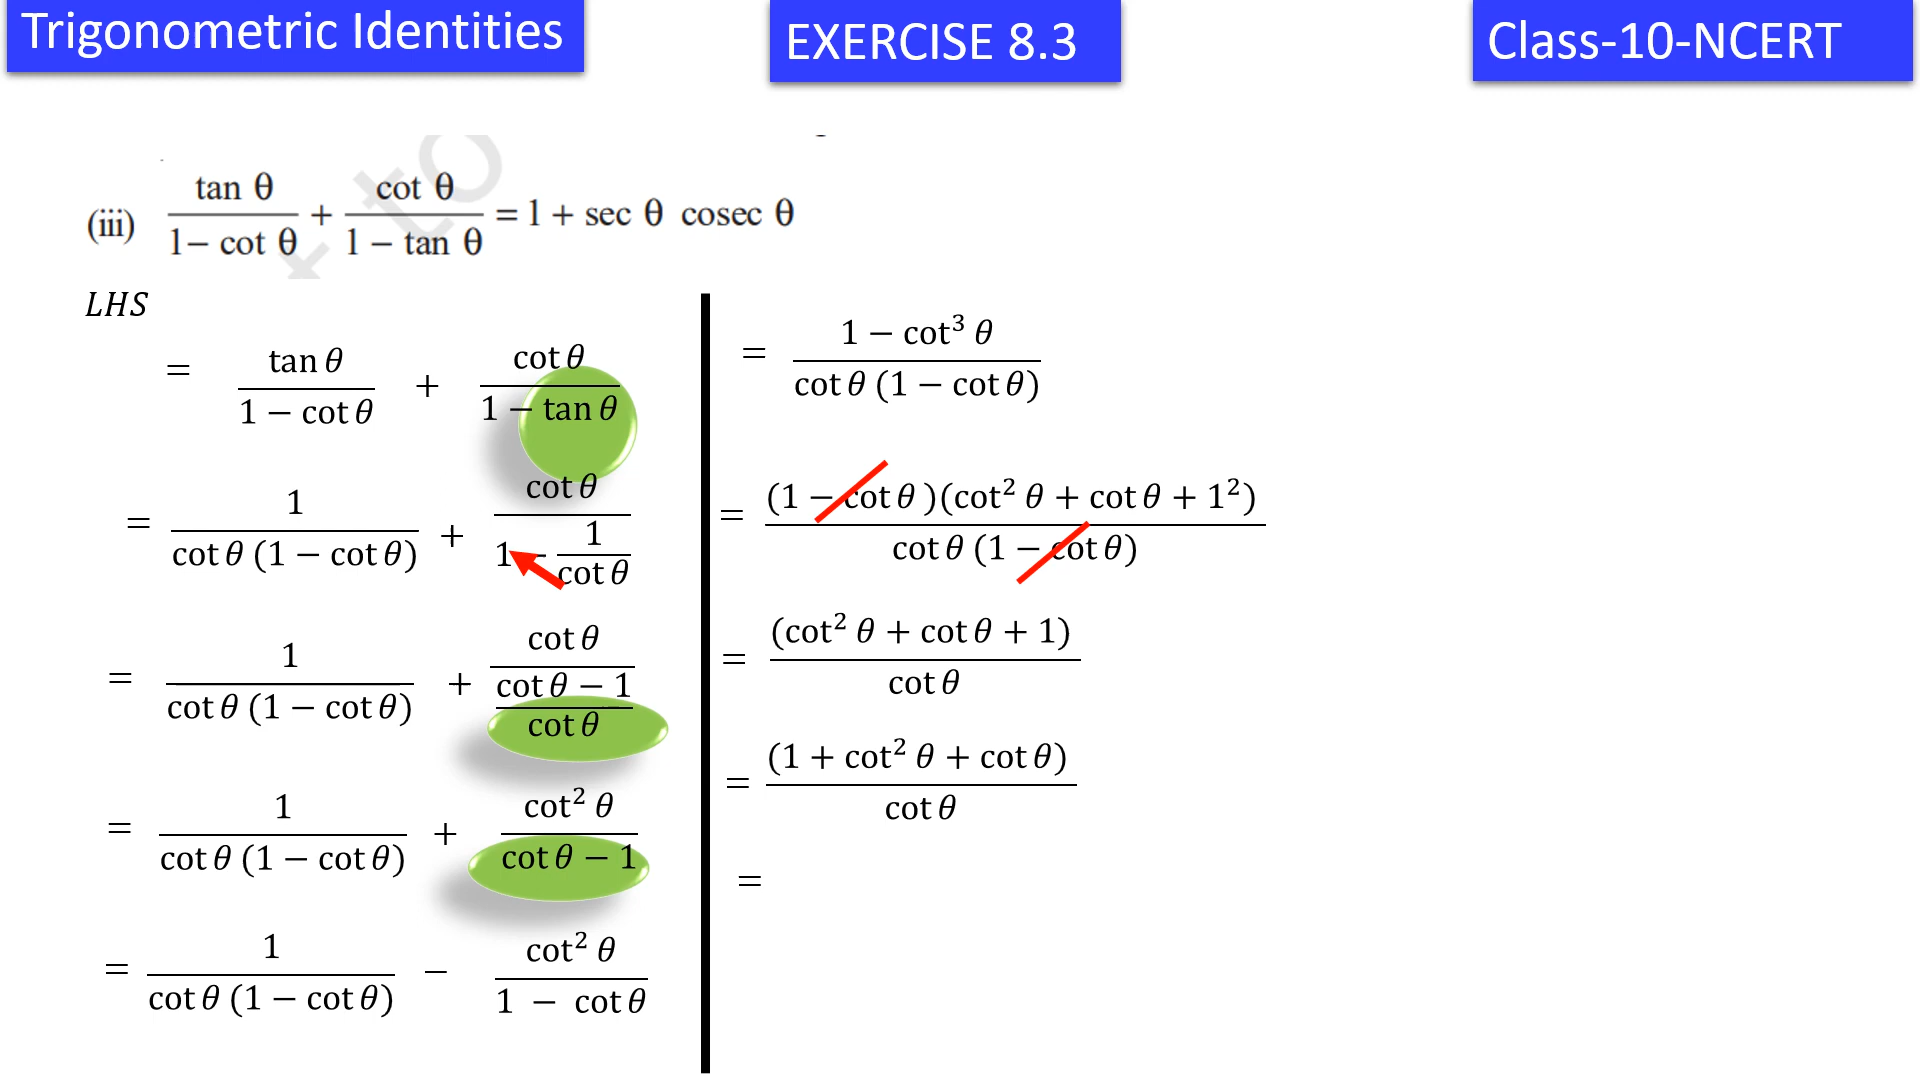 Trigonometric Identities
EXERCISE 8.3
Class-10-NCERT
(iii) tan θ / 1− cot θ + cot θ / 1 − tan θ = 1 + sec θ cosec θ
LHS
= tan θ / 1 − cot θ + cot θ / 1 − tan θ
= 1 / cot θ (1 − cot θ) + cot θ / 1 − 1 / cot θ
= 1 / cot θ (1 − cot θ) + cot θ / cot θ − 1 / cot θ
= 1 / cot θ (1 − cot θ) + cot² θ / cot θ − 1
= 1 / cot θ (1 − cot θ) − cot² θ / 1 − cot θ
= 1 − cot³ θ / cot θ (1 − cot θ)
= (1 − cot θ )(cot² θ + cot θ + 1²) / cot θ (1 − cot θ)
= (cot² θ + cot θ + 1) / cot θ
= (1 + cot² θ + cot θ) / cot θ
=